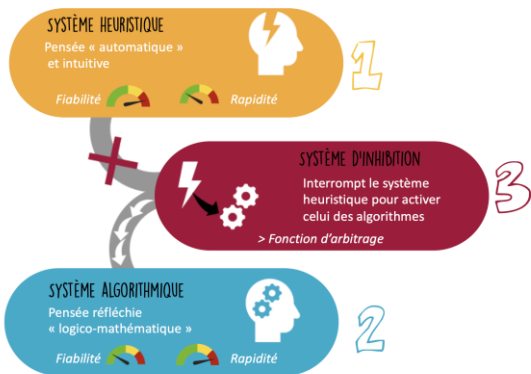 SYSTÈME HEURISTIQUE
Pensée « automatique »
et intuitive
Fiabilité
Rapidité
1
SYSTÈME D'INHIBITION
Interrompt le système
heuristique pour activer
celui des algorithmes
> Fonction d'arbitrage
3
SYSTÈME ALGORITHMIQUE
Pensée réfléchie
« logico-mathématique »
Fiabilité
Rapidité
2